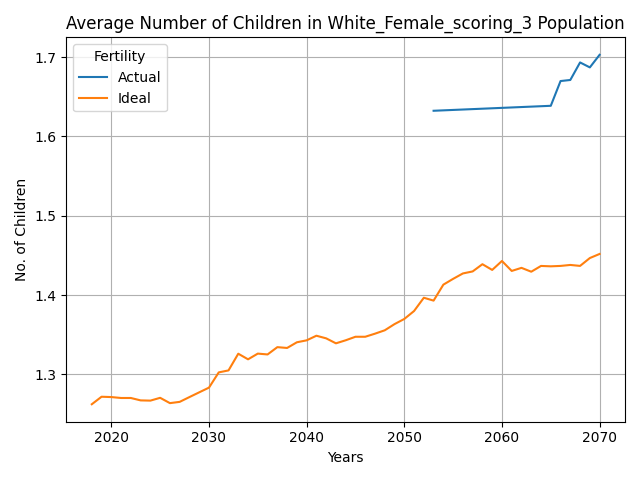 Average Number of Children in White_Female_scoring_3 Population
Fertility
Actual
Ideal
No. of Children
1.7
1.6
1.5
1.4
1.3
2020 2030 2040 2050 2060 2070
Years